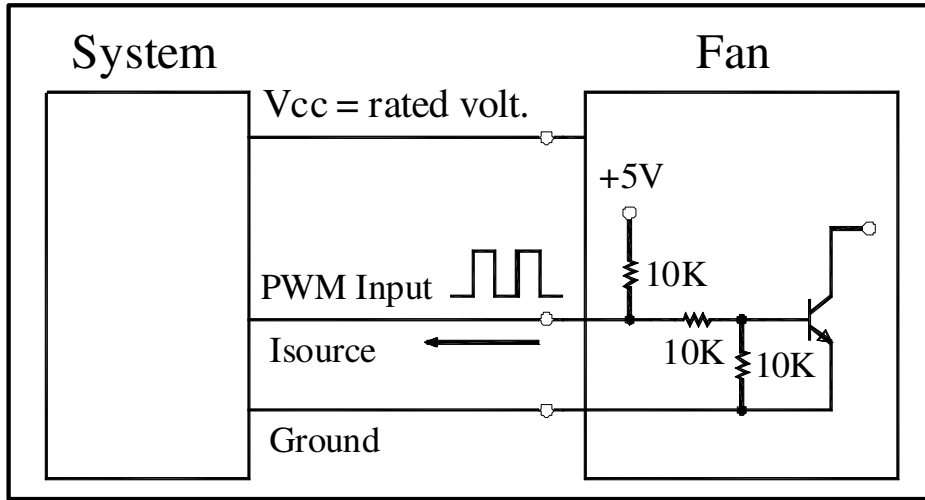 System
Fan
Vcc = rated volt.
+5V
10K
PWM Input
Isource
10K
10K
Ground